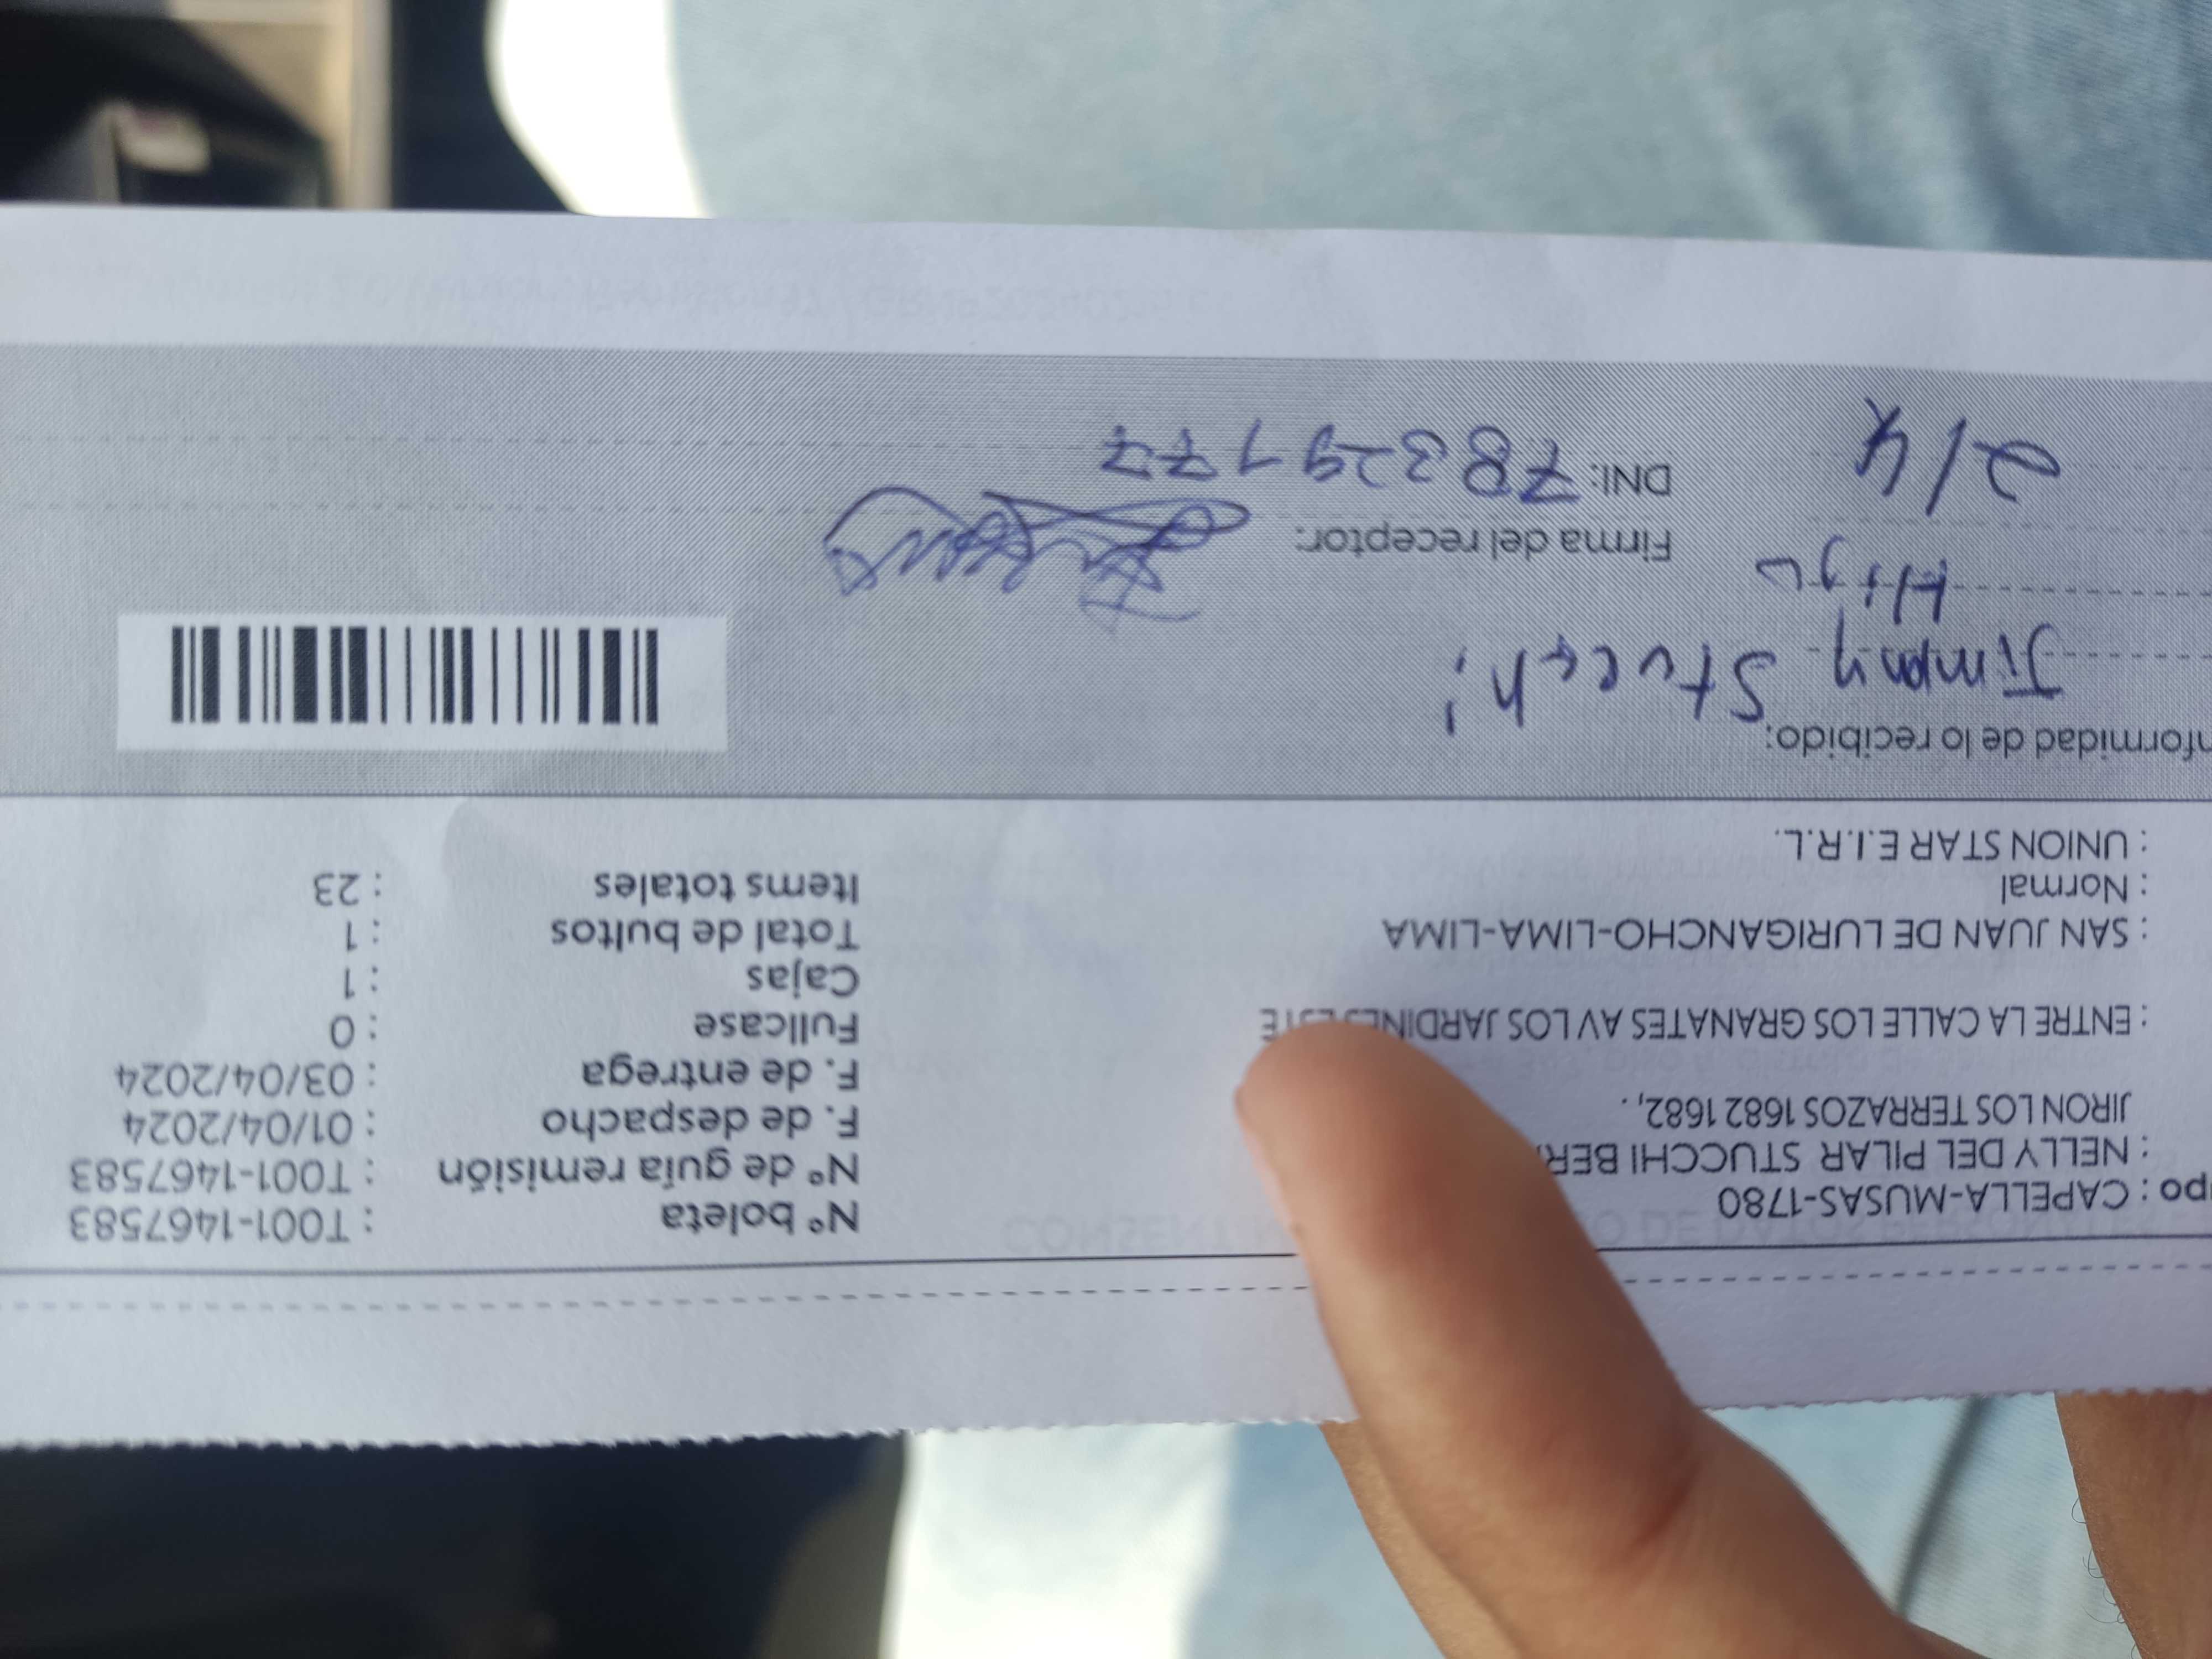 po : CAPELLA-MUSAS-1780
: NELLY DEL PILAR STUCCHI BER
JIRON LOS TERRAZOS 1682 1682, .
: ENTRE LA CALLE LOS GRANATES AV LOS JARDINES ESTE
: SAN JUAN DE LURIGANCHO-LIMA-LIMA
: Normal
: UNION STAR E.I.R.L.
N° boleta : T001-1467583
N° de guía remisión : T001-1467583
F. de despacho : 01/04/2024
F. de entrega : 03/04/2024
Fullcase : 0
Cajas : 1
Total de bultos : 1
Items totales : 23
nformidad de lo recibido:
Jimmy Stucchi
Hijo
2/4
Firma del receptor:
DNI: 78329177